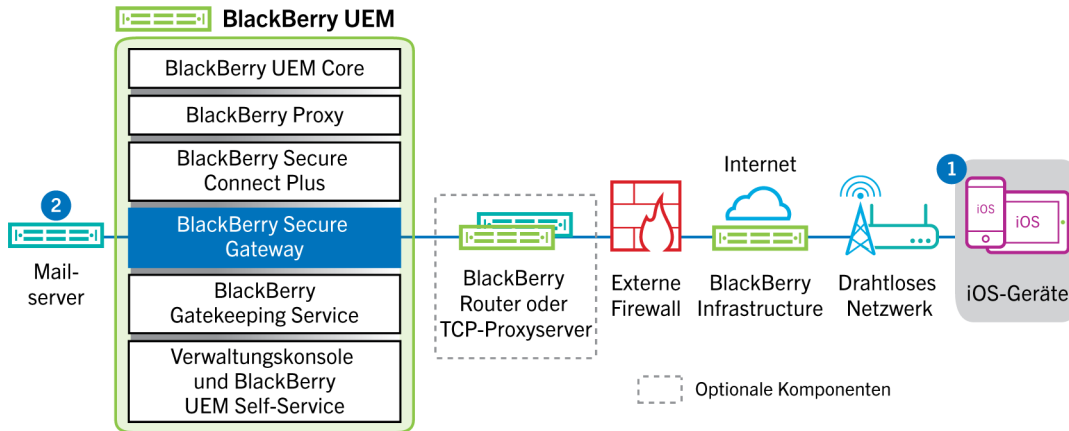 BlackBerry UEM
BlackBerry UEM Core
BlackBerry Proxy
BlackBerry Secure
Connect Plus
BlackBerry Secure
Gateway
BlackBerry
Gatekeeping Service
Verwaltungskonsole
und BlackBerry
UEM Self-Service
2
Mail-
server
BlackBerry
Router oder
TCP-Proxyserver
Externe
Firewall
Internet
BlackBerry
Infrastructure
Drahtloses
Netzwerk
1
iOS
iOS
iOS-Geräte
Optionale Komponenten